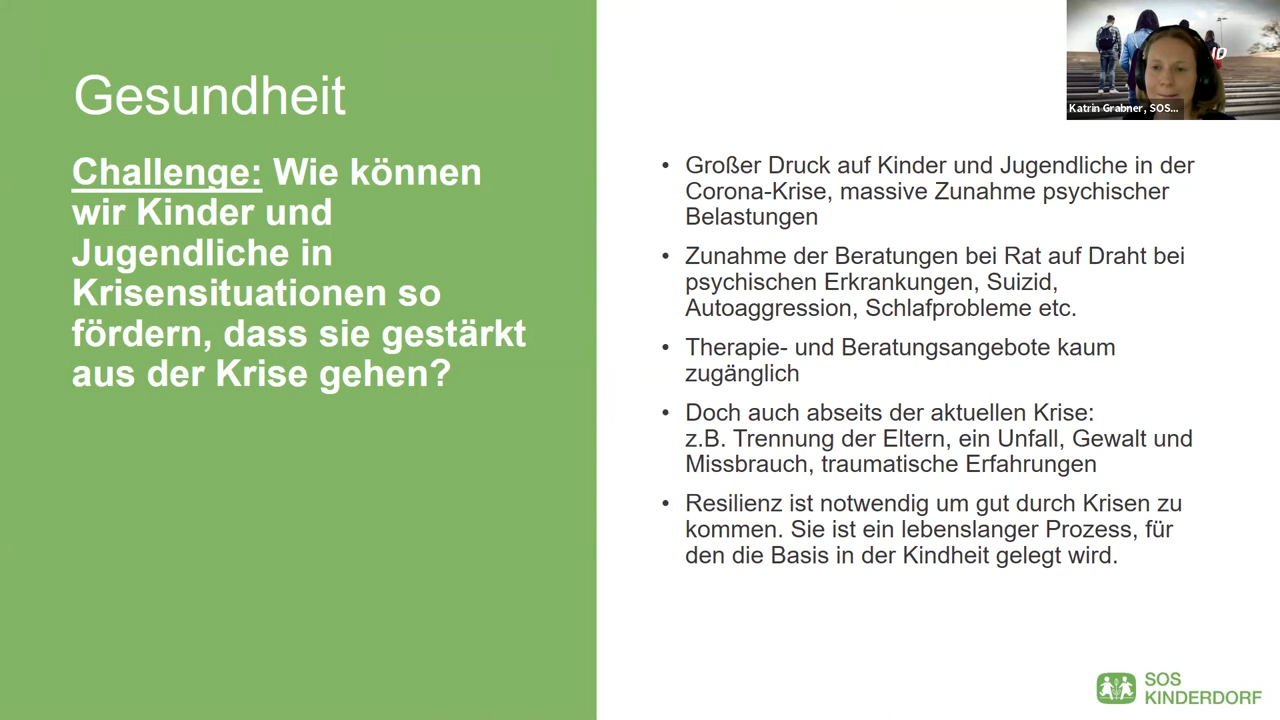 Gesundheit
Challenge: Wie können
wir Kinder und
Jugendliche in
Krisensituationen so
fördern, dass sie gestärkt
aus der Krise gehen?
ID
Katrin Grabner, SOS...
• Großer Druck auf Kinder und Jugendliche in der
Corona-Krise, massive Zunahme psychischer
Belastungen
• Zunahme der Beratungen bei Rat auf Draht bei
psychischen Erkrankungen, Suizid,
Autoaggression, Schlafprobleme etc.
• Therapie- und Beratungsangebote kaum
zugänglich
• Doch auch abseits der aktuellen Krise:
z.B. Trennung der Eltern, ein Unfall, Gewalt und
Missbrauch, traumatische Erfahrungen
• Resilienz ist notwendig um gut durch Krisen zu
kommen. Sie ist ein lebenslanger Prozess, für
den die Basis in der Kindheit gelegt wird.
SOS
KINDERDORF